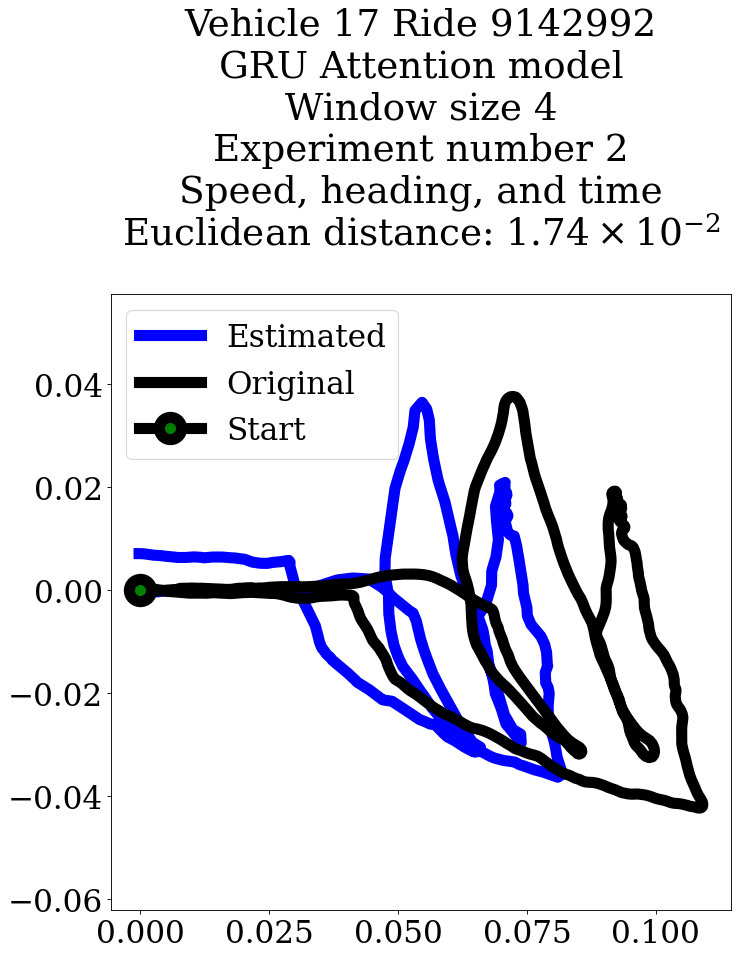 Vehicle 17 Ride 9142992
GRU Attention model
Window size 4
Experiment number 2
Speed, heading, and time
Euclidean distance: 1.74 × 10⁻²
Estimated
Original
Start
0.04
0.02
0.00
−0.02
−0.04
−0.06
0.000 0.025 0.050 0.075 0.100